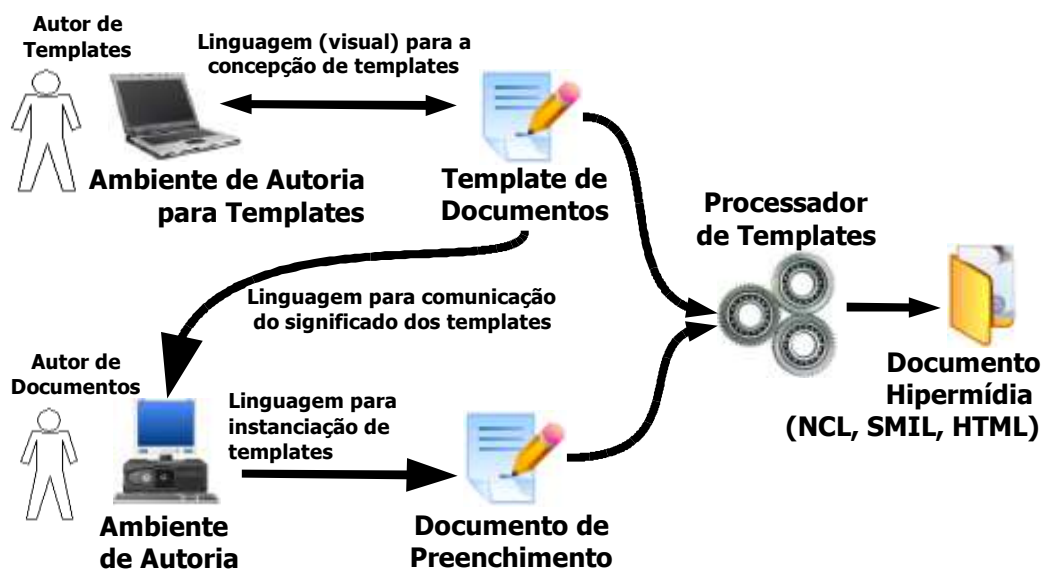 Autor de
Templates
Linguagem (visual) para a
concepção de templates
Ambiente de Autoria
para Templates
Template de
Documentos
Processador
de Templates
Linguagem para comunicação
do significado dos templates
Autor de
Documentos
Linguagem para
instanciação de
templates
Documento
Hipermídia
(NCL, SMIL, HTML)
Ambiente
de Autoria
Documento de
Preenchimento